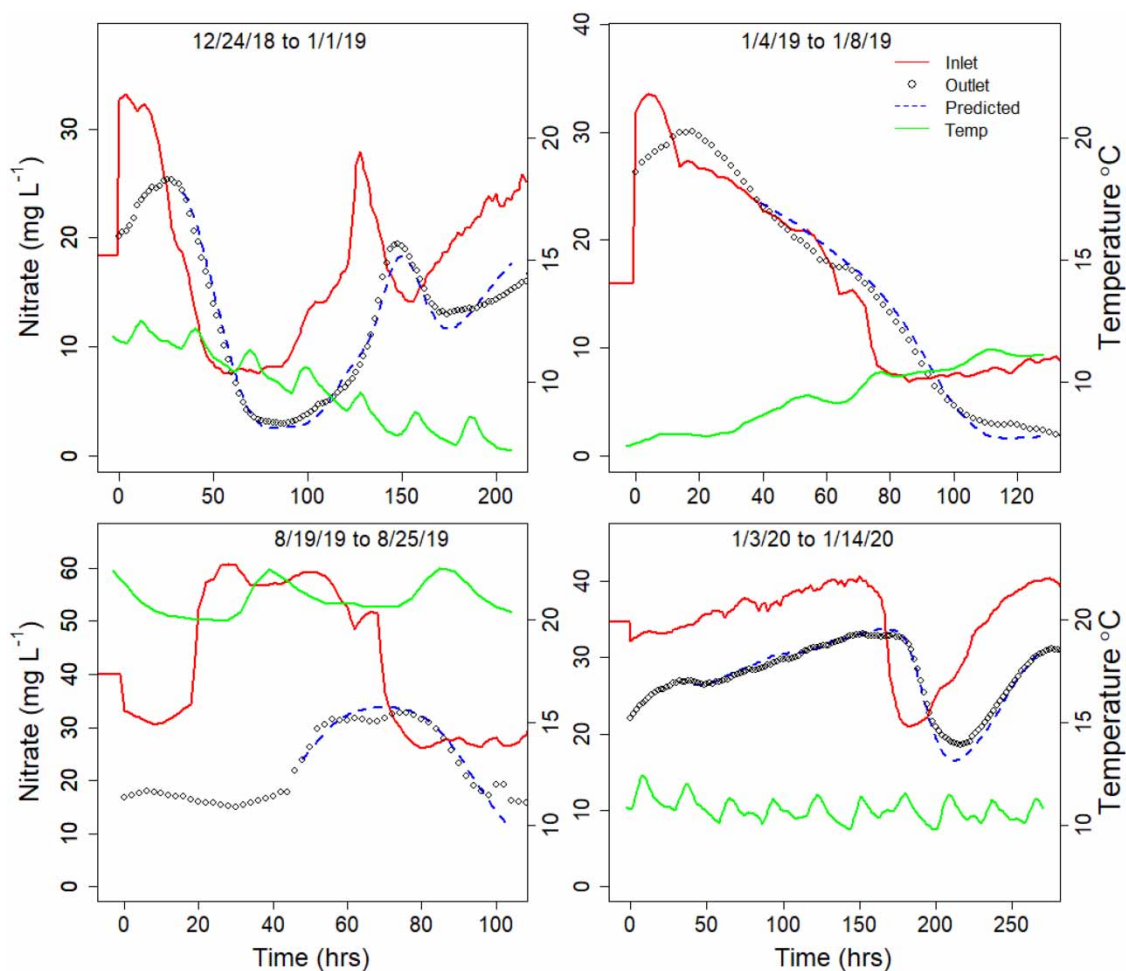 12/24/18 to 1/1/19
Nitrate (mg L⁻¹)
0 10 20 30
10 15 20
0 50 100 150 200
1/4/19 to 1/8/19
Inlet
Outlet
Predicted
Temp
0 10 20 30 40
10 15 20
Temperature °C
0 20 40 60 80 100 120
8/19/19 to 8/25/19
Nitrate (mg L⁻¹)
0 10 20 30 40 50 60
10 15 20
0 20 40 60 80 100
Time (hrs)
1/3/20 to 1/14/20
0 10 20 30 40
10 15 20
Temperature °C
0 50 100 150 200 250
Time (hrs)